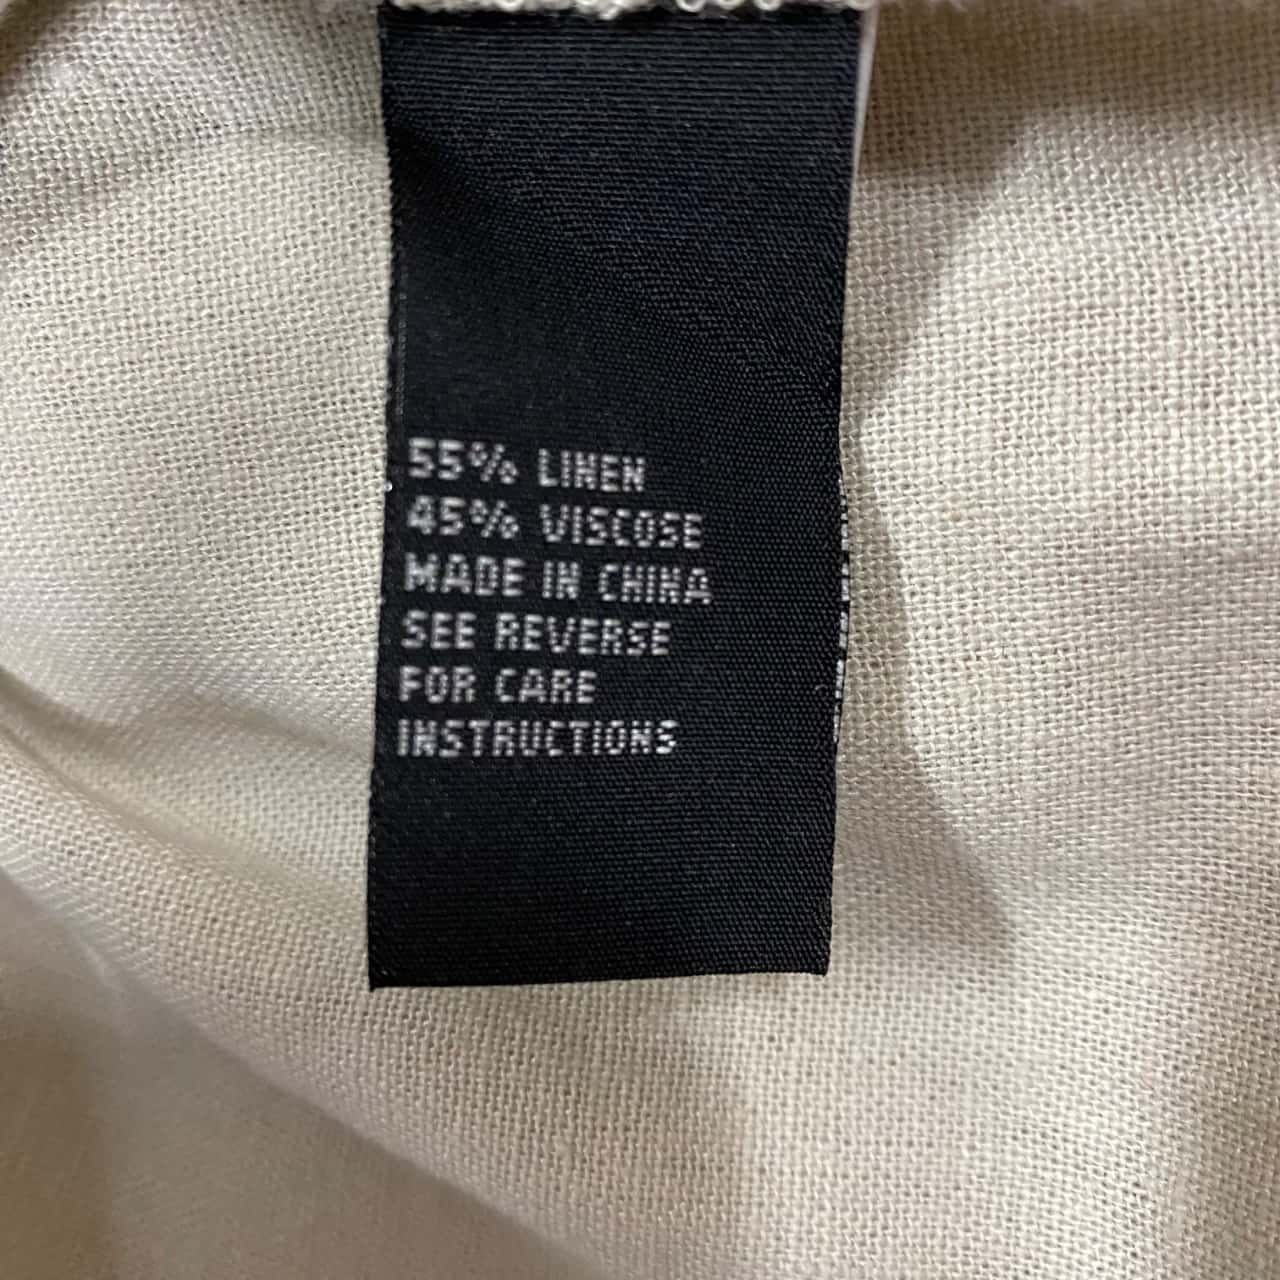 55% LINEN
45% VISCOSE
MADE IN CHINA
SEE REVERSE
FOR CARE
INSTRUCTIONS